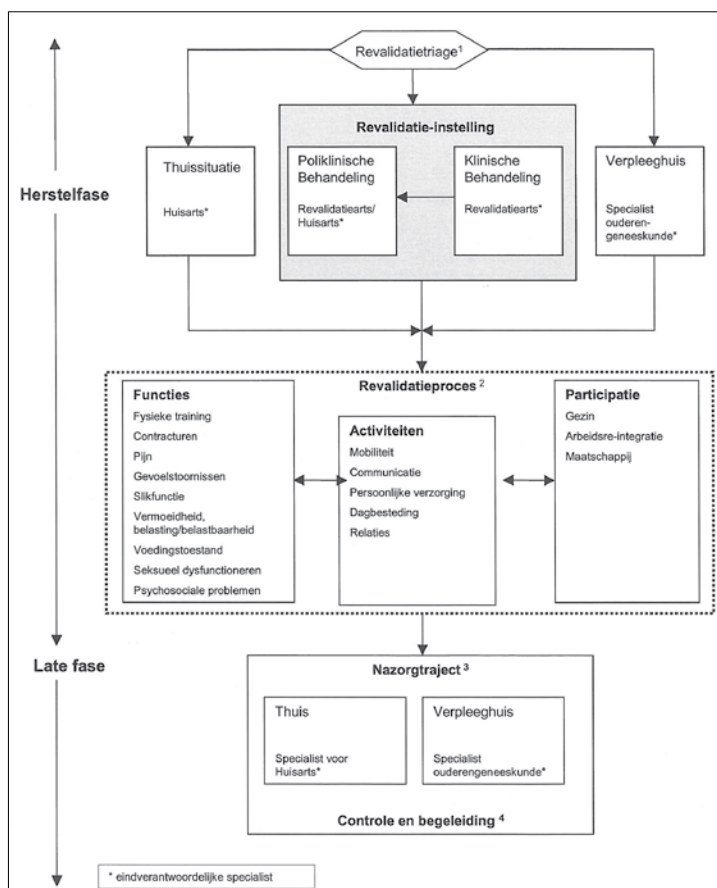 Revalidatietriage¹
Revalidatie-instelling
Thuissituatie
Huisarts*
Poliklinische
Behandeling
Revalidatiearts/
Huisarts*
Klinische
Behandeling
Revalidatiearts*
Verpleeghuis
Specialist
ouderen-
geneeskunde*
Herstelfase
Revalidatieproces ²
Functies
Fysieke training
Contracturen
Pijn
Gevoelstoornissen
Slikfunctie
Vermoeidheid,
belasting/belastbaarheid
Voedingstoestand
Seksueel dysfunctioneren
Psychosociale problemen
Activiteiten
Mobiliteit
Communicatie
Persoonlijke verzorging
Dagbesteding
Relaties
Participatie
Gezin
Arbeidsre-integratie
Maatschappij
Late fase
Nazorgtraject ³
Thuis
Specialist voor
Huisarts*
Verpleeghuis
Specialist
ouderengeneeskunde*
Controle en begeleiding ⁴
* eindverantwoordelijke specialist